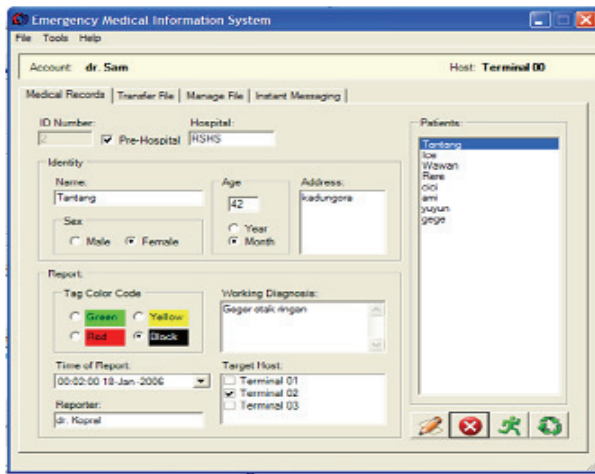 Emergency Medical Information System
File Tools Help
Account: dr. Sam
Host: Terminal 00
Medical Records Transfer File Manage File Instant Messaging
ID Number:
2
Pre-Hospital
Hospital:
RSHS
Identity
Name:
Tantang
Sex
Male Female
Age
42
Year
Month
Address:
kadungora
Report:
Tag Color Code
Green Yellow
Red Black
Working Diagnosis:
Geger otak ringan
Time of Report:
00:02:00 18-Jan-2006
Reporter:
dr. Kopral
Target Host:
Terminal 01
Terminal 02
Terminal 03
Patients:
Tantang
Ice
Wawan
Rere
cici
ami
yuyun
gege